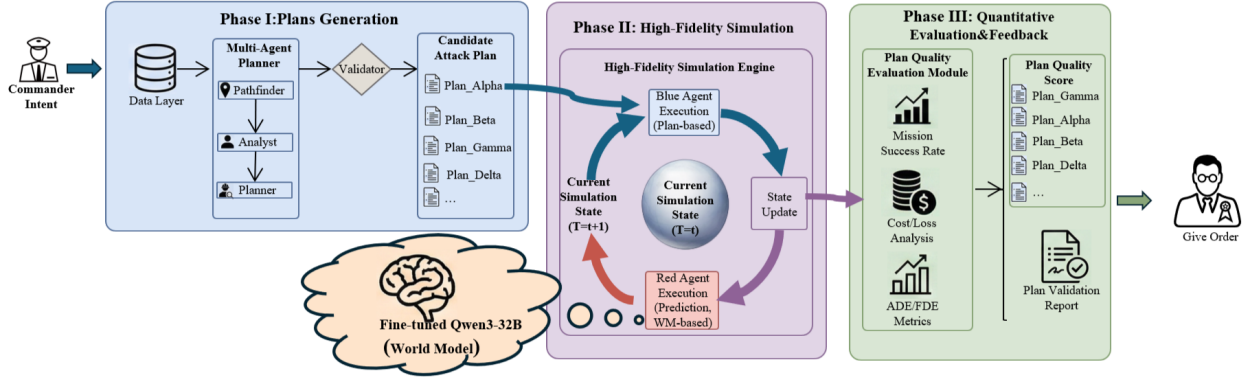 Commander
Intent
Phase I:Plans Generation
Data Layer
Multi-Agent
Planner
Pathfinder
Analyst
Planner
Validator
Candidate
Attack Plan
Plan_Alpha
Plan_Beta
Plan_Gamma
Plan_Delta
...
Fine-tuned Qwen3-32B
(World Model)
Phase II: High-Fidelity Simulation
High-Fidelity Simulation Engine
Blue Agent
Execution
(Plan-based)
Current
Simulation
State
(T=t+1)
Current
Simulation
State
(T=t)
State
Update
Red Agent
Execution
(Prediction,
WM-based)
Phase III: Quantitative
Evaluation&Feedback
Plan Quality
Evaluation Module
Mission
Success Rate
Cost/Loss
Analysis
ADE/FDE
Metrics
Plan Quality
Score
Plan_Gamma
Plan_Alpha
Plan_Beta
Plan_Delta
...
Plan Validation
Report
Give Order